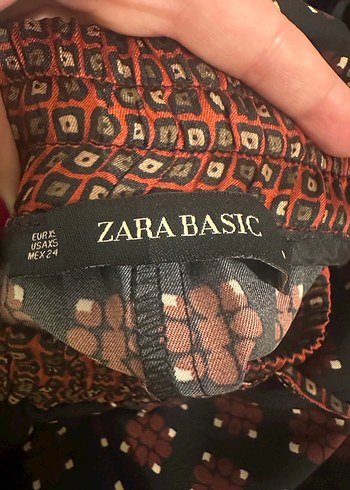 ZARA BASIC
EUR XS
USA XS
MEX 24